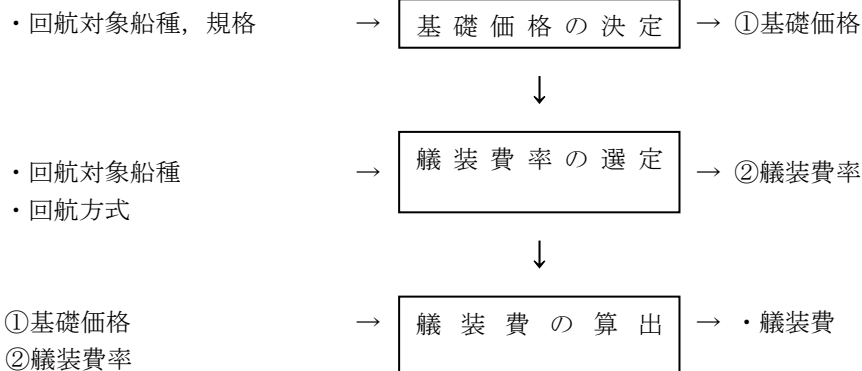 ・回航対象船種，規格 → 基礎価格の決定 → ①基礎価格
↓
・回航対象船種 → 艤装費率の選定 → ②艤装費率
・回航方式
↓
①基礎価格 → 艤装費の算出 → ・艤装費
②艤装費率